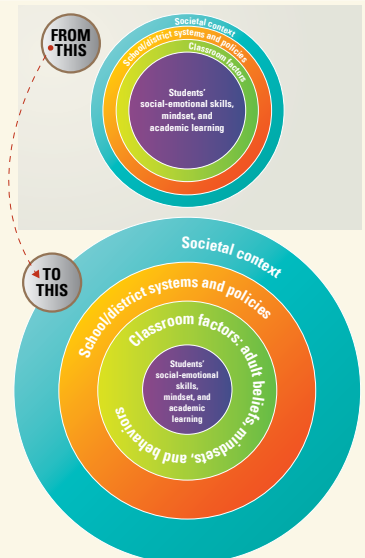 FROM
THIS
Societal context
School/district systems and policies
Classroom factors
Students'
social-emotional skills,
mindset, and
academic learning
TO
THIS
Societal context
School/district systems and policies
Classroom factors: adult beliefs, mindsets, and behaviors
Students'
social-emotional
skills,
mindset, and
academic
learning